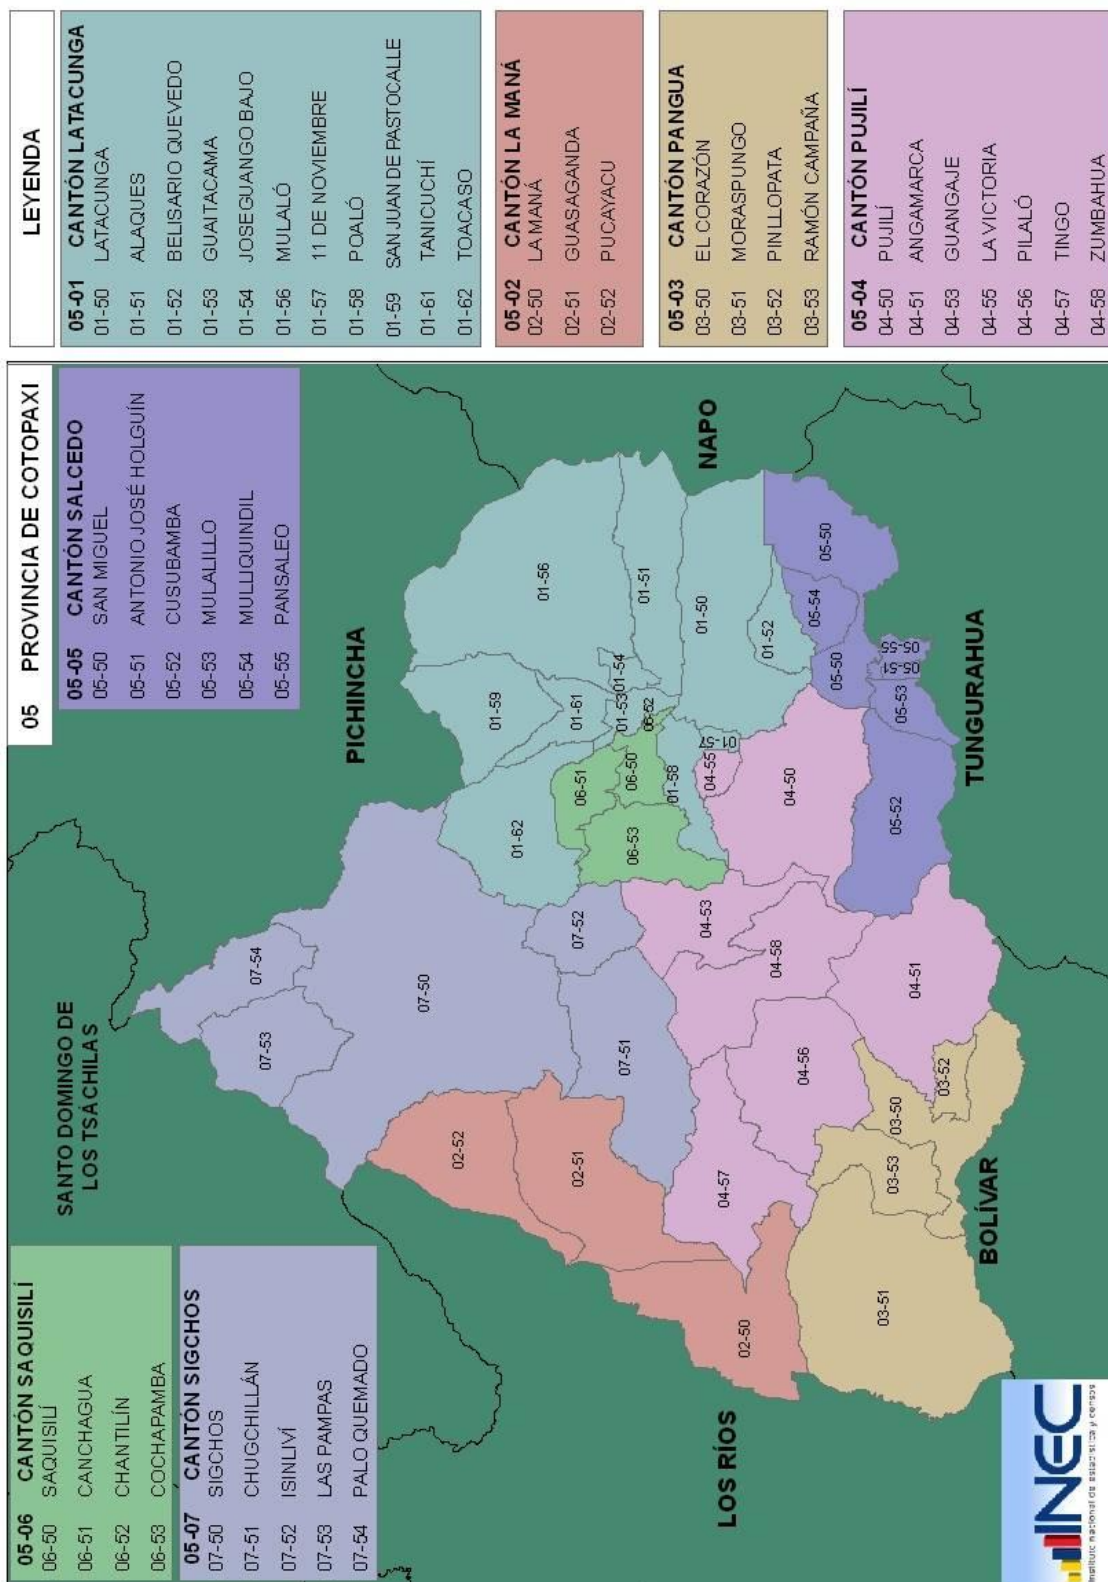 05 PROVINCIA DE COTOPAXI
LEYENDA
05-06 CANTÓN SAQUISILÍ
06-50 SAQUISILÍ
06-51 CANCHAGUA
06-52 CHANTILÍN
06-53 COCHAPAMBA
05-07 CANTÓN SIGCHOS
07-50 SIGCHOS
07-51 CHUGCHILLÁN
07-52 ISINLIVÍ
07-53 LAS PAMPAS
07-54 PALO QUEMADO
05-05 CANTÓN SALCEDO
05-50 SAN MIGUEL
05-51 ANTONIO JOSÉ HOLGUÍN
05-52 CUSUBAMBA
05-53 MULALILLO
05-54 MULLIQUINDIL
05-55 PANSALEO
05-01 CANTÓN LATACUNGA
01-50 LATACUNGA
01-51 ALAQUES
01-52 BELISARIO QUEVEDO
01-53 GUAITACAMA
01-54 JOSEGUANGO BAJO
01-56 MULALÓ
01-57 11 DE NOVIEMBRE
01-58 POALÓ
01-59 SAN JUAN DE PASTOCALLE
01-61 TANICUCHÍ
01-62 TOACASO
05-02 CANTÓN LA MANÁ
02-50 LA MANÁ
02-51 GUASAGANDA
02-52 PUCAYACU
05-03 CANTÓN PANGUA
03-50 EL CORAZÓN
03-51 MORASPUNGO
03-52 PINLLOPATA
03-53 RAMÓN CAMPAÑA
05-04 CANTÓN PUJILÍ
04-50 PUJILÍ
04-51 ANGAMARCA
04-53 GUANGAJE
04-55 LA VICTORIA
04-56 PILALÓ
04-57 TINGO
04-58 ZUMBAHUA
SANTO DOMINGO DE
LOS TSÁCHILAS
PICHINCHA
NAPO
TUNGURAHUA
BOLÍVAR
LOS RÍOS
07-54
07-53
07-50
07-52
07-51
02-52
02-51
02-50
01-62
01-59
01-56
01-61
01-54
01-53
01-51
01-50
01-52
01-58
01-57
06-51
06-50
06-52
06-53
04-55
04-50
04-53
04-58
04-51
04-56
04-57
03-50
03-52
03-53
03-51
05-50
05-54
05-50
05-55
05-51
05-53
05-52
INEC
Instituto nacional de estadística y censos